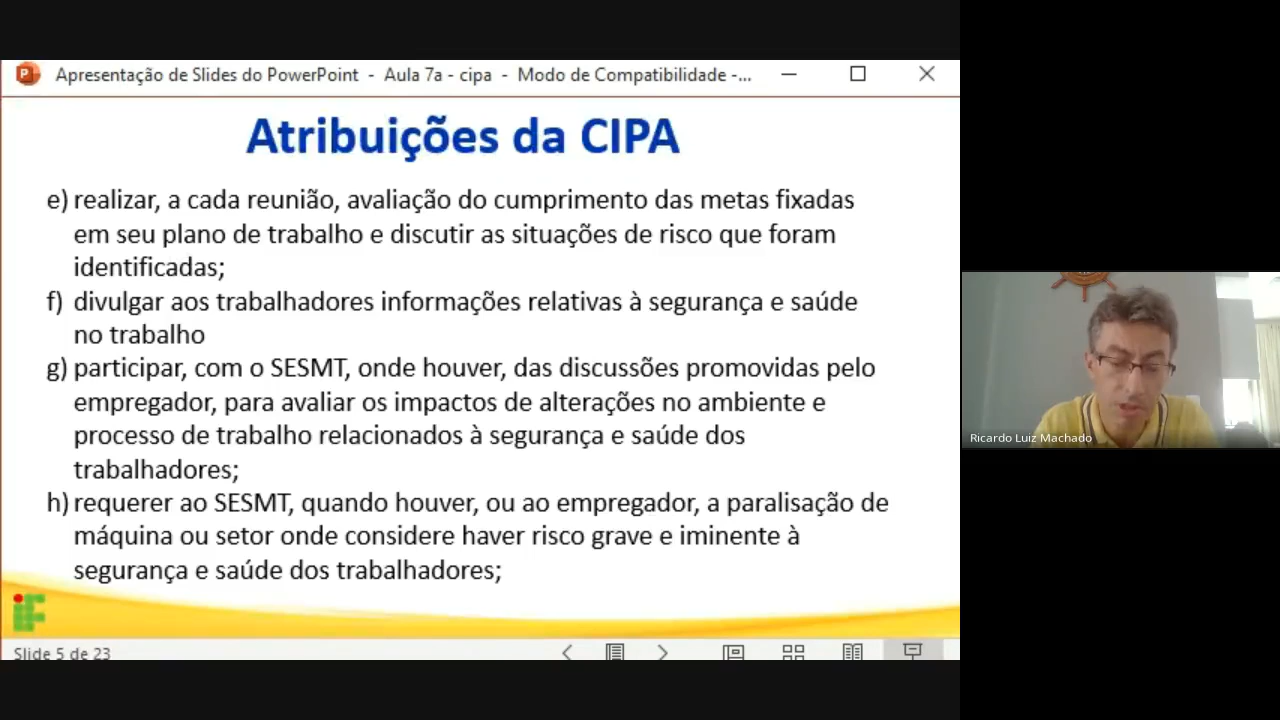 Apresentação de Slides do PowerPoint - Aula 7a - cipa - Modo de Compatibilidade -...
Atribuições da CIPA
e) realizar, a cada reunião, avaliação do cumprimento das metas fixadas
em seu plano de trabalho e discutir as situações de risco que foram
identificadas;
f) divulgar aos trabalhadores informações relativas à segurança e saúde
no trabalho
g) participar, com o SESMT, onde houver, das discussões promovidas pelo
empregador, para avaliar os impactos de alterações no ambiente e
processo de trabalho relacionados à segurança e saúde dos
trabalhadores;
h) requerer ao SESMT, quando houver, ou ao empregador, a paralisação de
máquina ou setor onde considere haver risco grave e iminente à
segurança e saúde dos trabalhadores;
Slide 5 de 23
Ricardo Luiz Machado